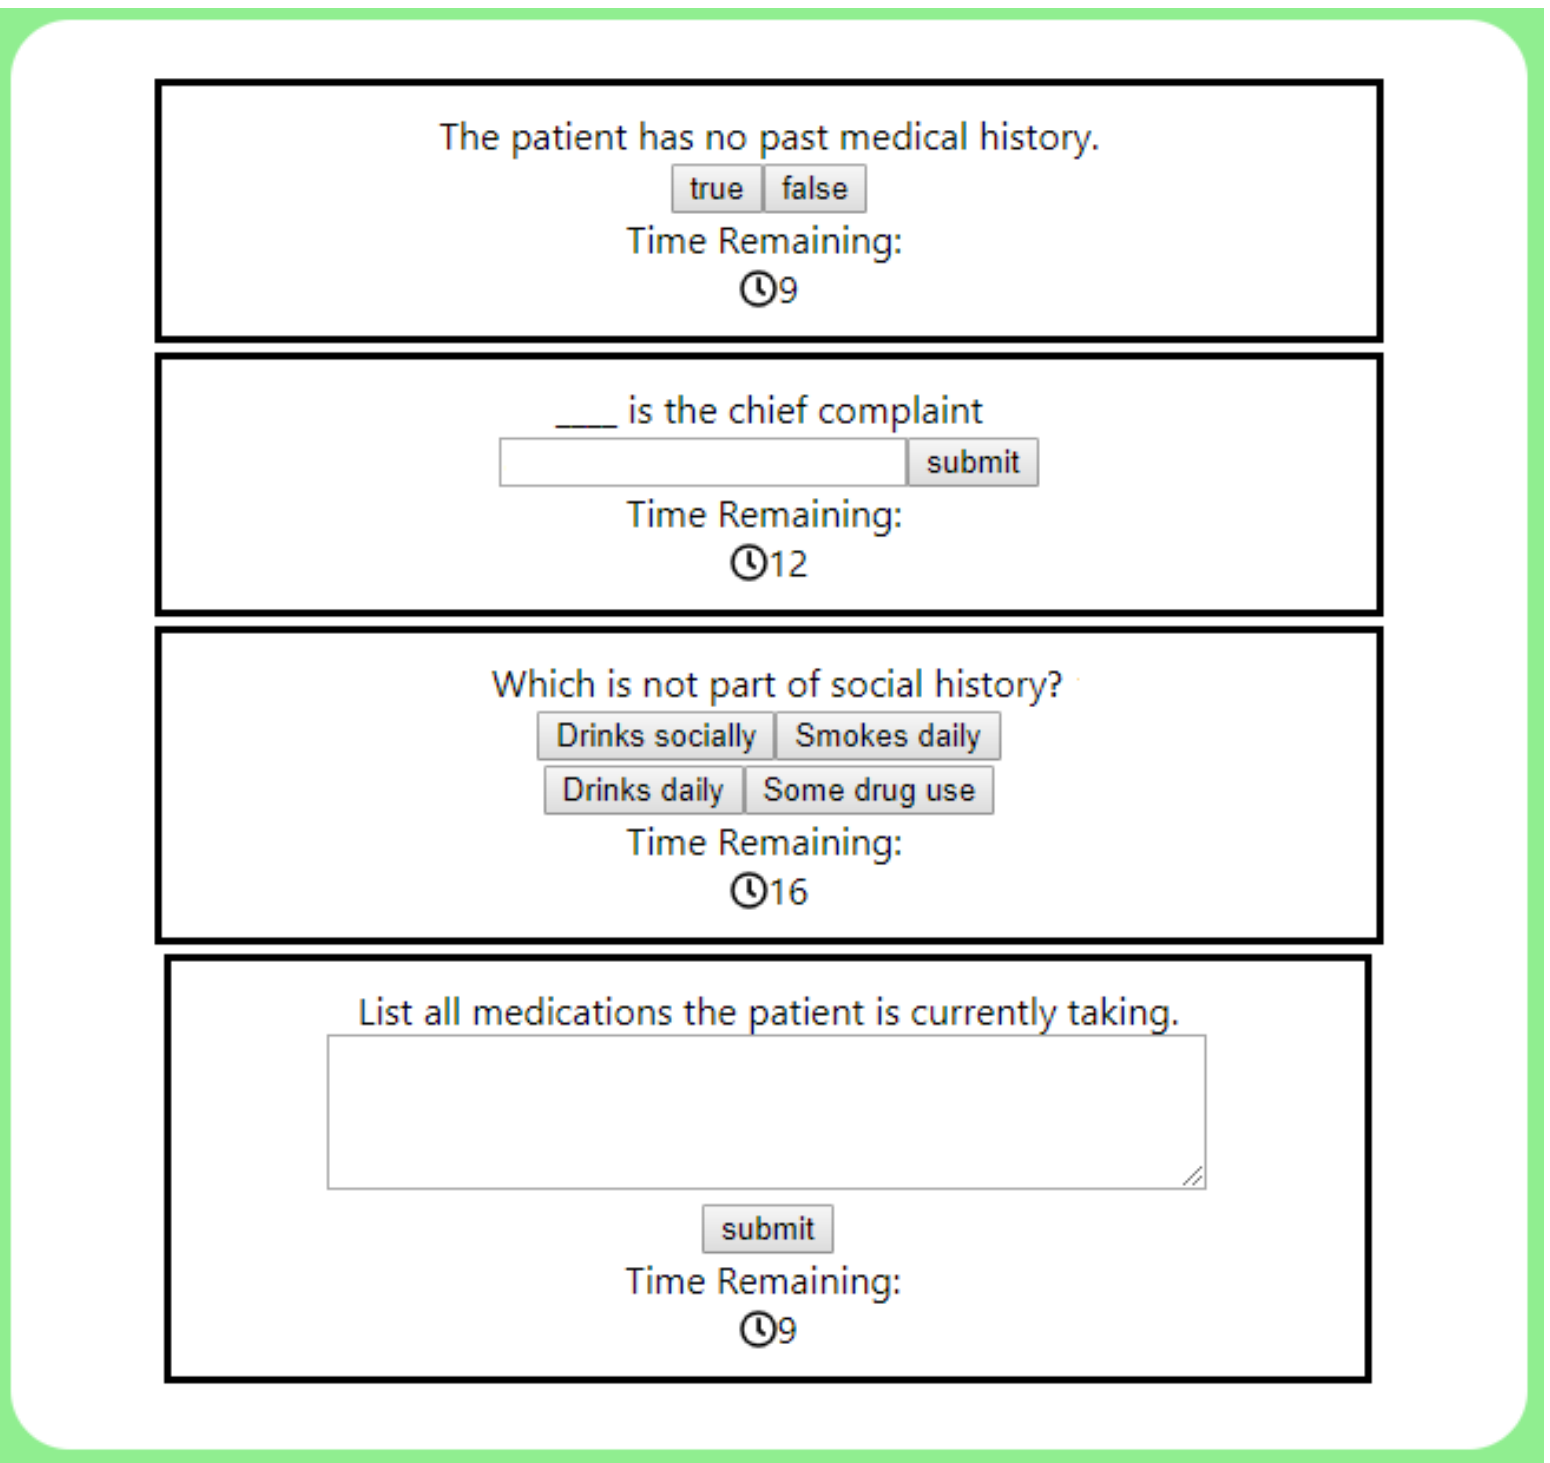 The patient has no past medical history.
true false
Time Remaining:
9
____ is the chief complaint
submit
Time Remaining:
12
Which is not part of social history?
Drinks socially Smokes daily
Drinks daily Some drug use
Time Remaining:
16
List all medications the patient is currently taking.
submit
Time Remaining:
9